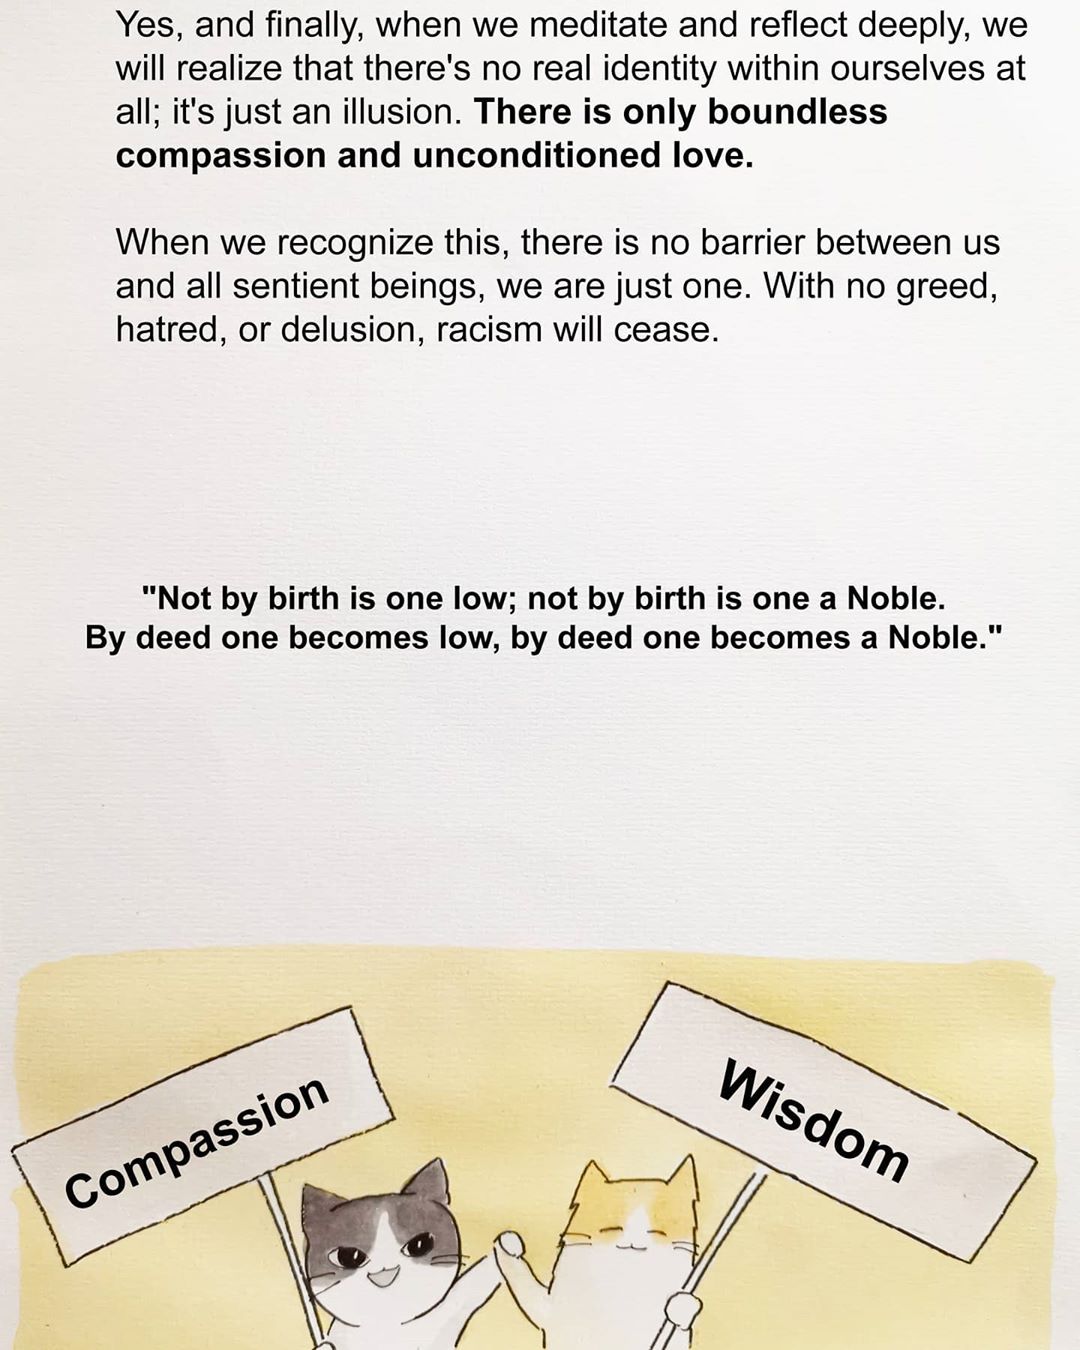 Yes, and finally, when we meditate and reflect deeply, we
will realize that there's no real identity within ourselves at
all; it's just an illusion. There is only boundless
compassion and unconditioned love.
When we recognize this, there is no barrier between us
and all sentient beings, we are just one. With no greed,
hatred, or delusion, racism will cease.
"Not by birth is one low; not by birth is one a Noble.
By deed one becomes low, by deed one becomes a Noble."
Compassion
Wisdom